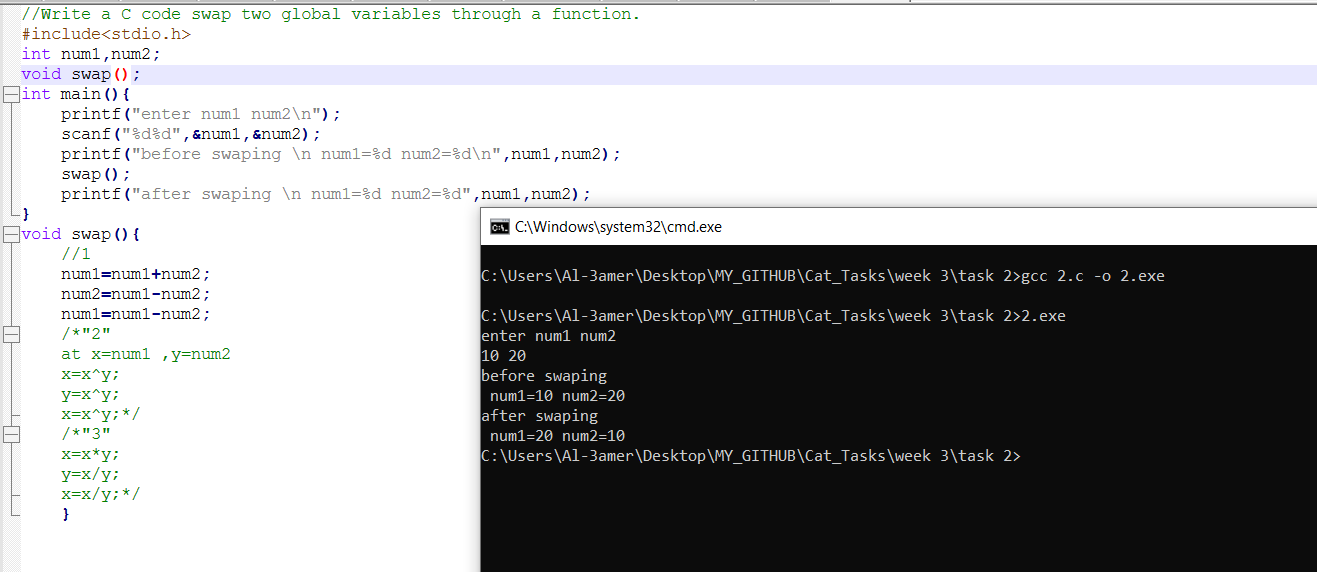 //Write a C code swap two global variables through a function.
#include<stdio.h>
int num1,num2;
void swap();
int main(){
printf("enter num1 num2\n");
scanf("%d%d",&num1,&num2);
printf("before swaping \n num1=%d num2=%d\n",num1,num2);
swap();
printf("after swaping \n num1=%d num2=%d",num1,num2);
}
void swap(){
//1
num1=num1+num2;
num2=num1-num2;
num1=num1-num2;
/*"2"
at x=num1 ,y=num2
x=x^y;
y=x^y;
x=x^y;*/
/*"3"
x=x*y;
y=x/y;
x=x/y;*/
}
C:\Windows\system32\cmd.exe
C:\Users\Al-3amer\Desktop\MY_GITHUB\Cat_Tasks\week 3\task 2>gcc 2.c -o 2.exe
C:\Users\Al-3amer\Desktop\MY_GITHUB\Cat_Tasks\week 3\task 2>2.exe
enter num1 num2
10 20
before swaping
num1=10 num2=20
after swaping
num1=20 num2=10
C:\Users\Al-3amer\Desktop\MY_GITHUB\Cat_Tasks\week 3\task 2>